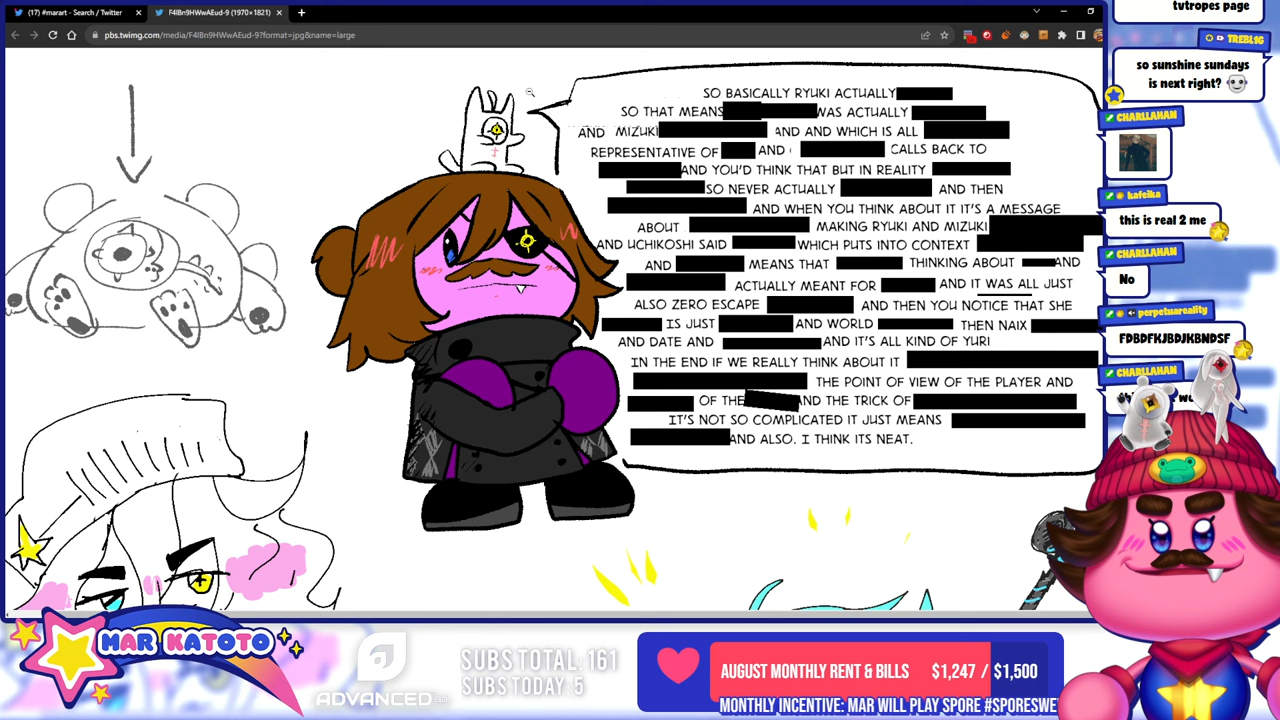 (17) #marart - Search / Twitter
F4lBn9HWwAEud-9 (1970×1821)
pbs.twimg.com/media/F4lBn9HWwAEud-9?format=jpg&name=large
SO BASICALLY RYUKI ACTUALLY
SO THAT MEANS WAS ACTUALLY
AND MIZUKI AND AND WHICH IS ALL
REPRESENTATIVE OF AND CALLS BACK TO
AND YOU'D THINK THAT BUT IN REALITY
SO NEVER ACTUALLY AND THEN
AND WHEN YOU THINK ABOUT IT IT'S A MESSAGE
ABOUT MAKING RYUKI AND MIZUKI
AND UCHIKOSHI SAID WHICH PUTS INTO CONTEXT
AND MEANS THAT THINKING ABOUT AND
ACTUALLY MEANT FOR AND IT WAS ALL JUST
ALSO ZERO ESCAPE AND THEN YOU NOTICE THAT SHE
IS JUST AND WORLD THEN NAIX
AND DATE AND AND IT'S ALL KIND OF YURI
IN THE END IF WE REALLY THINK ABOUT IT
THE POINT OF VIEW OF THE PLAYER AND
OF THE AND THE TRICK OF
IT'S NOT SO COMPLICATED IT JUST MEANS
AND ALSO. I THINK ITS NEAT.
tvtropes page
TREBL1G
so sunshine sundays
is next right?
CHARLLAHAN
kafeika
this is real 2 me
CHARLLAHAN
No
perpetuareality
FDBDFKJBDJKBNDSF
CHARLLAHAN
MAR KATOTO
ADVANCED
SUBS TOTAL: 161
SUBS TODAY: 5
AUGUST MONTHLY RENT & BILLS $1,247 / $1,500
MONTHLY INCENTIVE: MAR WILL PLAY SPORE #SPORESWE